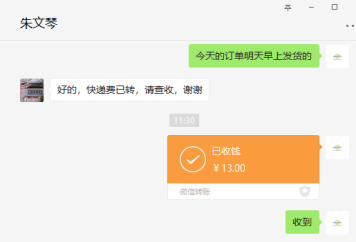 朱文琴
今天的订单明天早上发货的
好的，快递费已转，请查收，谢谢
11:30
已收钱
￥13.00
微信转账
收到